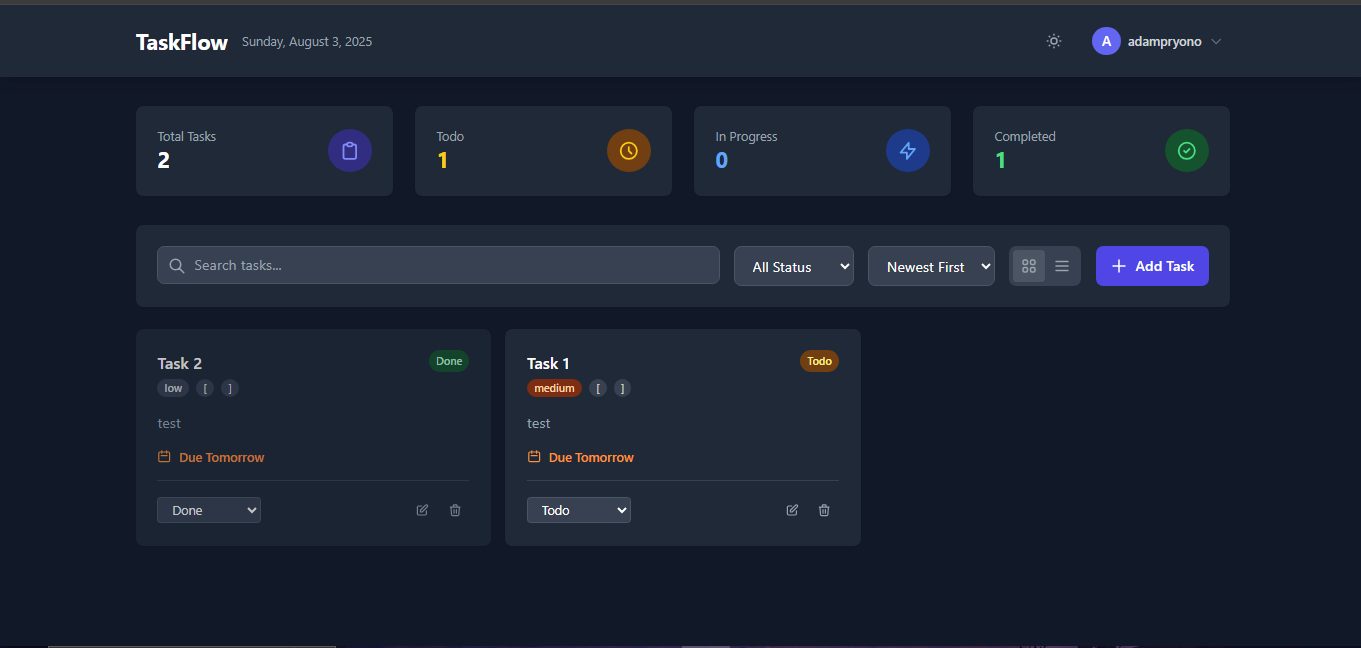 TaskFlow Sunday, August 3, 2025
A adampryono
Total Tasks
2
Todo
1
In Progress
0
Completed
1
Search tasks...
All Status
Newest First
Add Task
Task 2
Done
low [ ]
test
Due Tomorrow
Done
Task 1
Todo
medium [ ]
test
Due Tomorrow
Todo